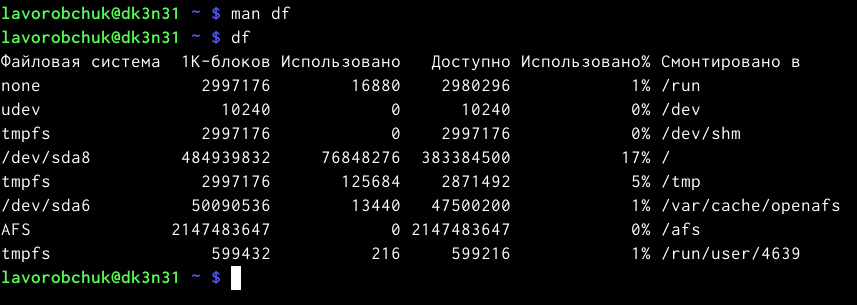 lavorobchuk@dk3n31 ~ $ man df
lavorobchuk@dk3n31 ~ $ df
Файловая система  1K-блоков Использовано   Доступно Использовано% Смонтировано в
none                2997176        16880    2980296            1% /run
udev                  10240            0      10240            0% /dev
tmpfs               2997176            0    2997176            0% /dev/shm
/dev/sda8         484939832     76848276  383384500           17% /
tmpfs               2997176       125684    2871492            5% /tmp
/dev/sda6          50090536        13440   47500200            1% /var/cache/openafs
AFS              2147483647            0 2147483647            0% /afs
tmpfs                599432          216     599216            1% /run/user/4639
lavorobchuk@dk3n31 ~ $